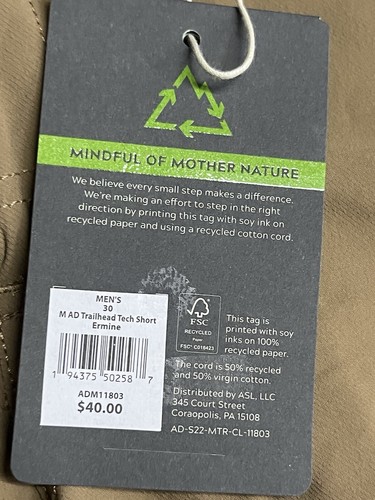 MINDFUL OF MOTHER NATURE
We believe every small step makes a difference.
We're making an effort to step in the right
direction by printing this tag with soy ink on
recycled paper and using a recycled cotton cord.
MEN'S
30
M AD Trailhead Tech Short
Ermine
1 94375 50258 7
ADM11803
$40.00
FSC
RECYCLED
From
FSC® C018423
This tag is
printed with soy
inks on 100%
recycled paper.
The cord is 50% recycled
and 50% virgin cotton.
Distributed by ASL, LLC
345 Court Street
Coraopolis, PA 15108
AD-S22-MTR-CL-11803